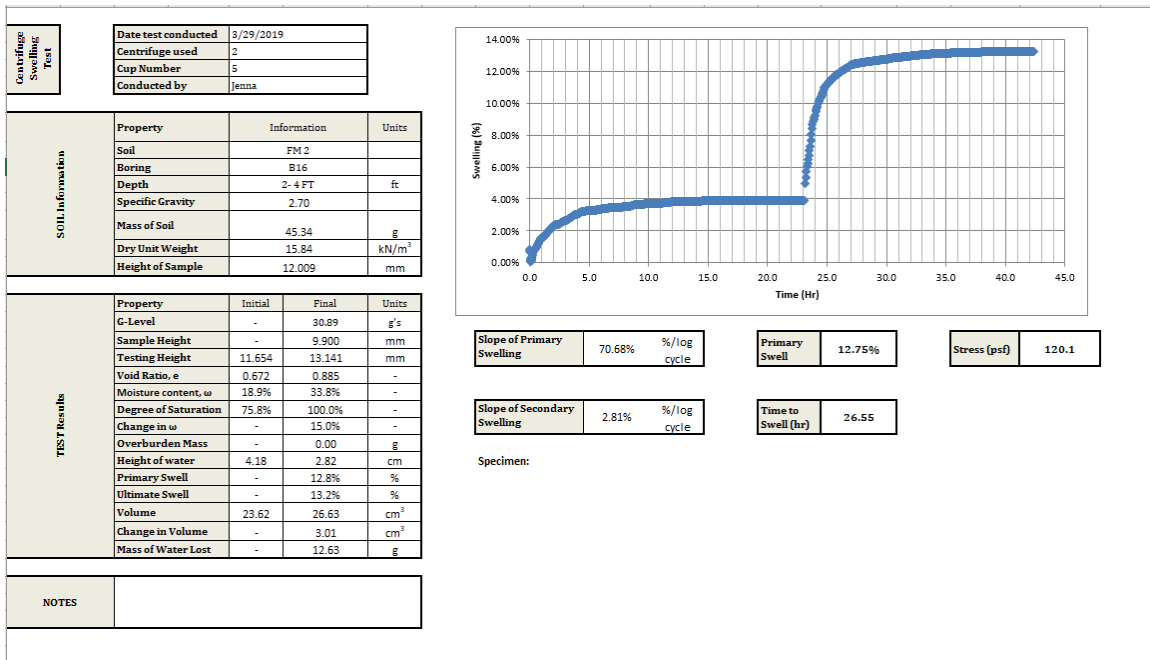 Centrifuge
Swelling
Test
Date test conducted 3/29/2019
Centrifuge used 2
Cup Number 5
Conducted by Jenna
SOIL Information
Property Information Units
Soil FM 2
Boring B16
Depth 2- 4 FT ft
Specific Gravity 2.70
Mass of Soil 45.34 g
Dry Unit Weight 15.84 kN/m³
Height of Sample 12.009 mm
TEST Results
Property Initial Final Units
G-Level - 30.89 g's
Sample Height - 9.900 mm
Testing Height 11.654 13.141 mm
Void Ratio, e 0.672 0.885 -
Moisture content, ω 18.9% 33.8% -
Degree of Saturation 75.8% 100.0% -
Change in ω - 15.0% -
Overburden Mass - 0.00 g
Height of water 4.18 2.82 cm
Primary Swell - 12.8% %
Ultimate Swell - 13.2% %
Volume 23.62 26.63 cm³
Change in Volume - 3.01 cm³
Mass of Water Lost - 12.63 g
NOTES
Swelling (%)
14.00%
12.00%
10.00%
8.00%
6.00%
4.00%
2.00%
0.00%
0.0 5.0 10.0 15.0 20.0 25.0 30.0 35.0 40.0 45.0
Time (Hr)
Slope of Primary
Swelling
70.68% %/log
cycle
Primary
Swell
12.75%
Stress (psf) 120.1
Slope of Secondary
Swelling
2.81% %/log
cycle
Time to
Swell (hr)
26.55
Specimen: